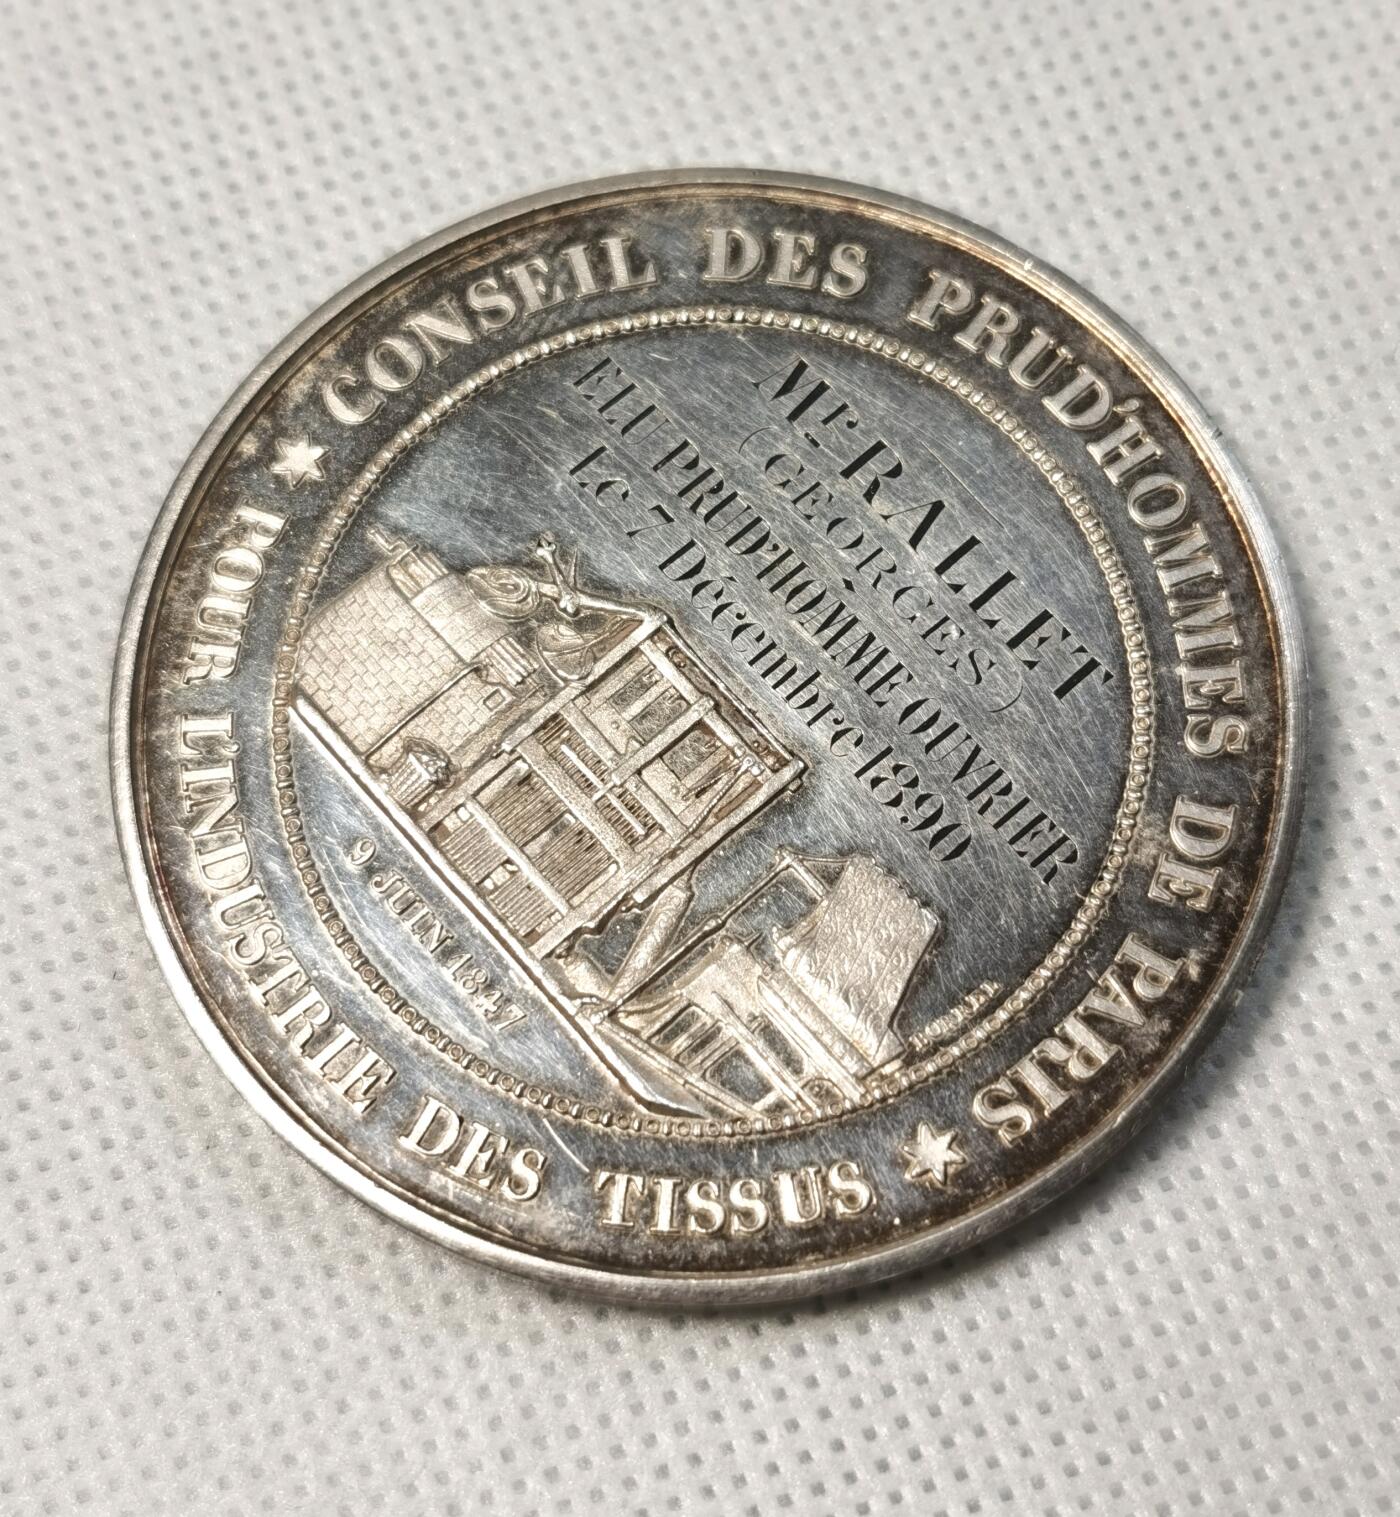 CONSEIL DES PRUD'HOMMES DE PARIS
POUR L'INDUSTRIE DES TISSUS
Mr RALLET
(GEORGES)
ELU PRUD'HOMME OUVRIER
Le 7 Décembre 1890
9 JUIN 1847